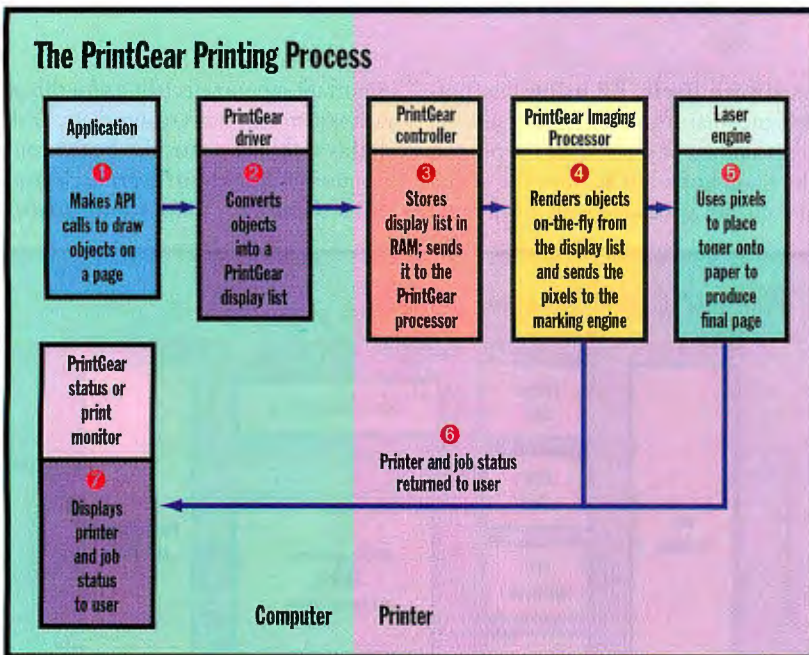 The PrintGear Printing Process
Application
1
Makes API
calls to draw
objects on
a page
PrintGear
driver
2
Converts
objects
into a
PrintGear
display list
PrintGear
controller
3
Stores
display list in
RAM; sends
it to the
PrintGear
processor
PrintGear Imaging
Processor
4
Renders objects
on-the-fly from
the display list
and sends the
pixels to the
marking engine
Laser
engine
5
Uses pixels
to place
toner onto
paper to
produce
final page
6
Printer and job status
returned to user
PrintGear
status or
print
monitor
7
Displays
printer
and job
status
to user
Computer
Printer